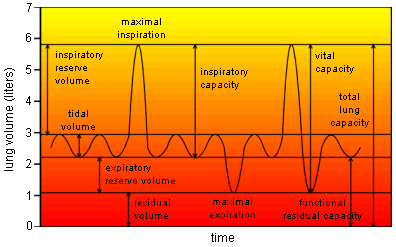 maximal
inspiration
inspiratory
reserve
volume
inspiratory
capacity
vital
capacity
total
lung
capacity
tidal
volume
expiratory
reserve volume
residual
volume
maximal
expiration
functional
residual capacity
lung volume (liters)
7
6
5
4
3
2
1
0
time